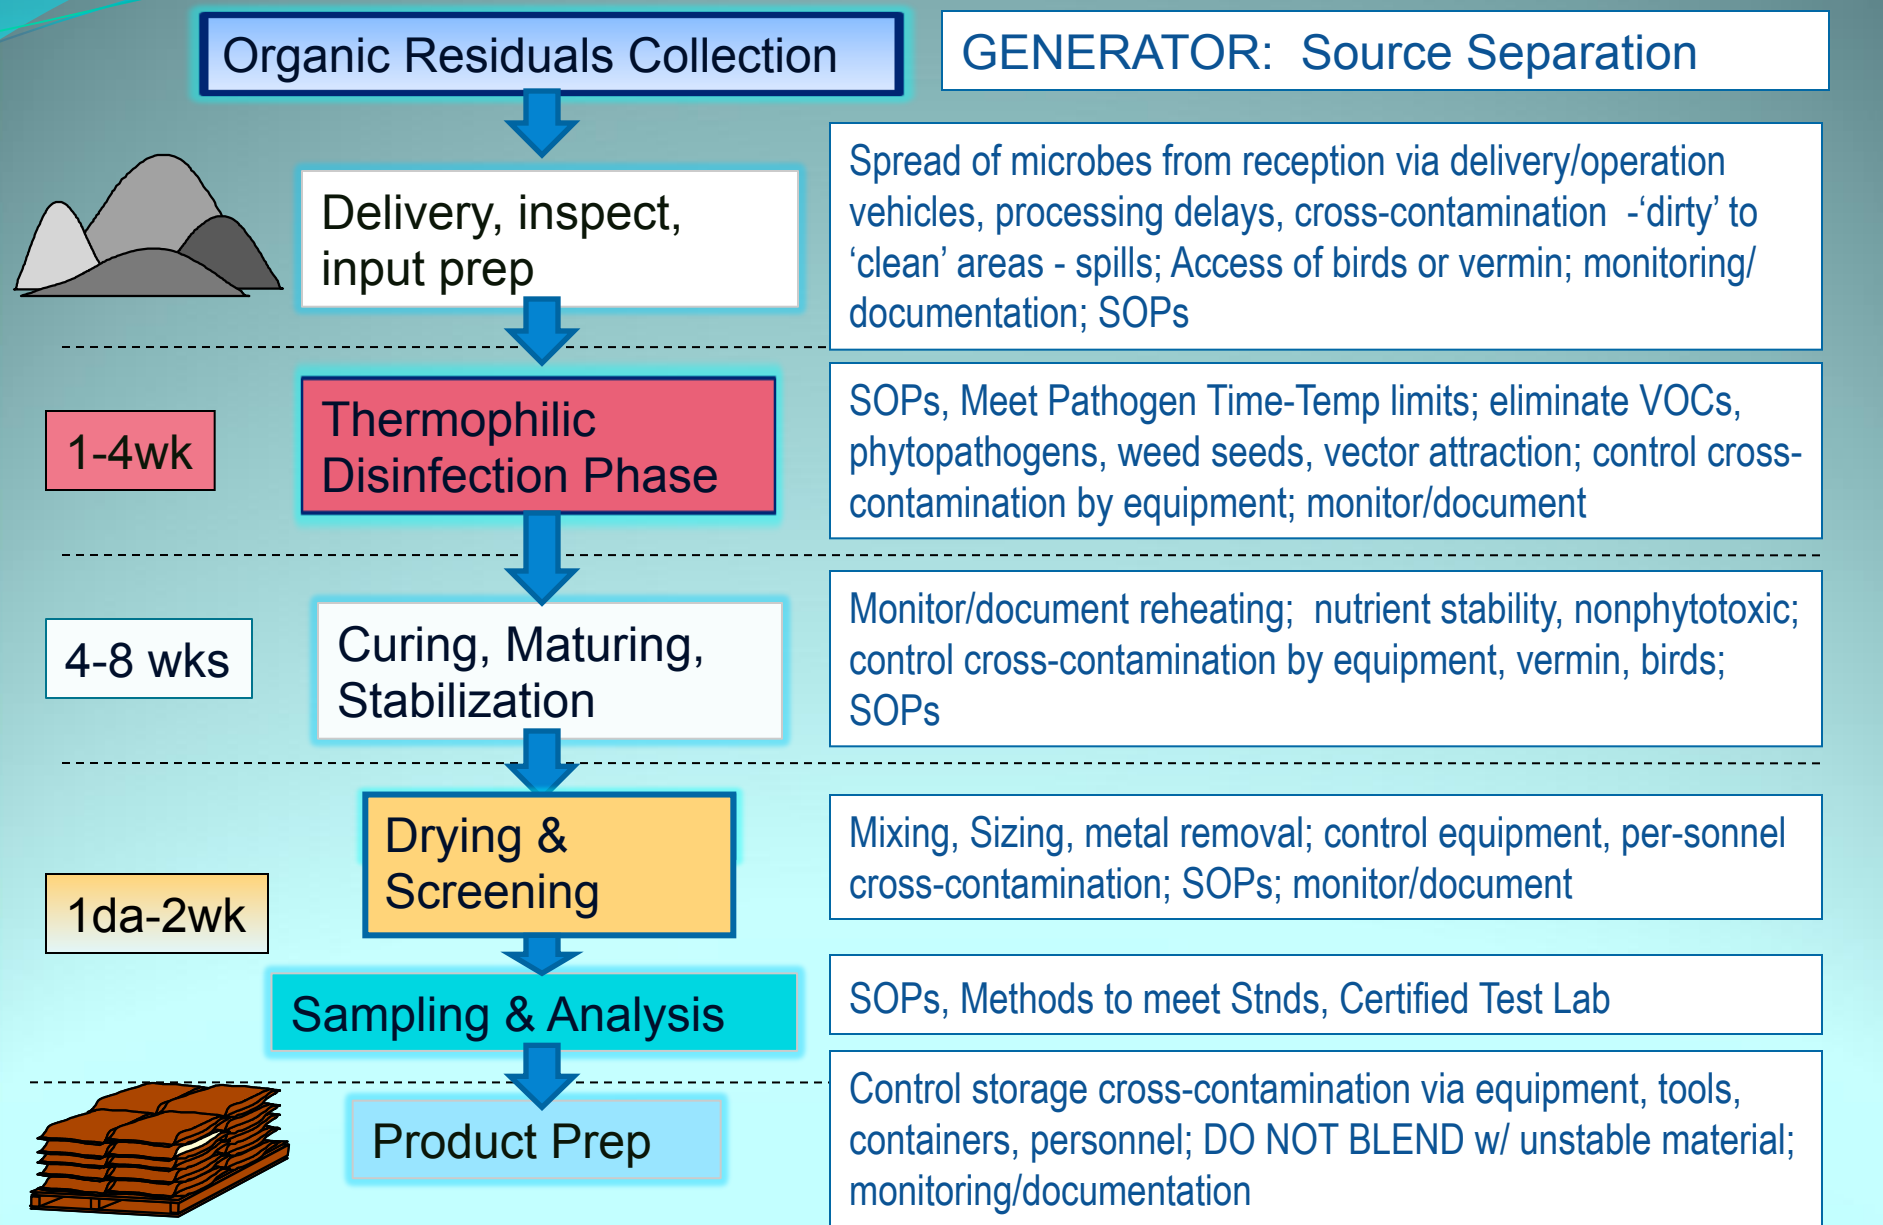 Organic Residuals Collection
GENERATOR:  Source Separation
Delivery, inspect,
input prep
Spread of microbes from reception via delivery/operation
vehicles, processing delays, cross-contamination  -‘dirty’ to
‘clean’ areas - spills; Access of birds or vermin; monitoring/
documentation; SOPs
1-4wk
Thermophilic
Disinfection Phase
SOPs, Meet Pathogen Time-Temp limits; eliminate VOCs,
phytopathogens, weed seeds, vector attraction; control cross-
contamination by equipment; monitor/document
4-8 wks
Curing, Maturing,
Stabilization
Monitor/document reheating;  nutrient stability, nonphytotoxic;
control cross-contamination by equipment, vermin, birds;
SOPs
1da-2wk
Drying &
Screening
Mixing, Sizing, metal removal; control equipment, per-sonnel
cross-contamination; SOPs; monitor/document
Sampling & Analysis
SOPs, Methods to meet Stnds, Certified Test Lab
Product Prep
Control storage cross-contamination via equipment, tools,
containers, personnel; DO NOT BLEND w/ unstable material;
monitoring/documentation